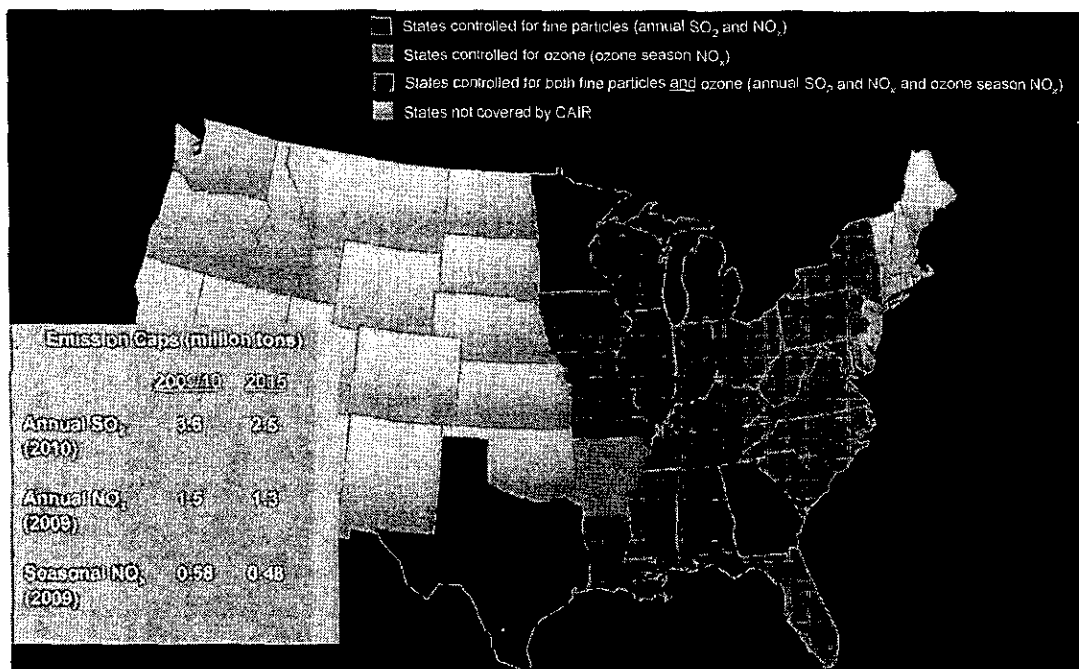 States controlled for fine particles (annual SO₂ and NOₓ)
States controlled for ozone (ozone season NOₓ)
States controlled for both fine particles and ozone (annual SO₂ and NOₓ and ozone season NOₓ)
States not covered by CAIR
Emission Caps (million tons)
2009/10 2015
Annual SO₂ 3.6 2.5
(2010)
Annual NOₓ 1.5 1.3
(2009)
Seasonal NOₓ 0.58 0.48
(2009)